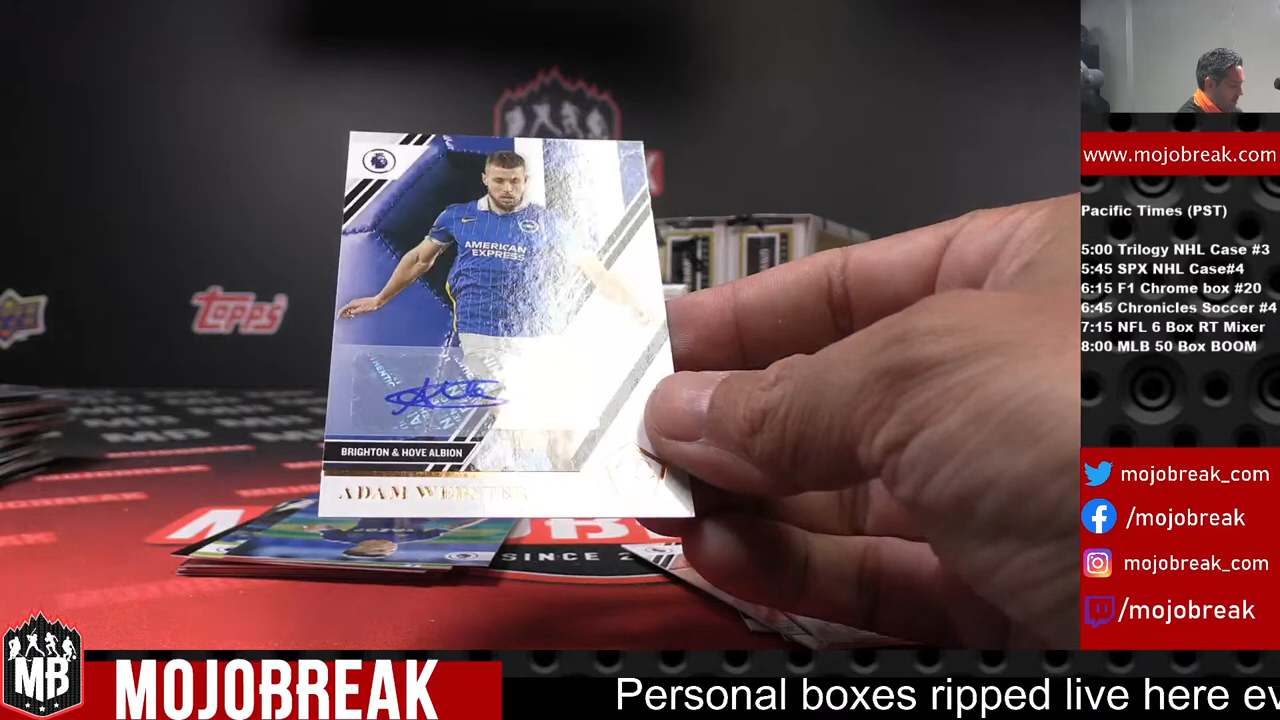 www.mojobreak.com
Pacific Times (PST)
5:00 Trilogy NHL Case #3
5:45 SPX NHL Case#4
6:15 F1 Chrome box #20
6:45 Chronicles Soccer #4
7:15 NFL 6 Box RT Mixer
8:00 MLB 50 Box BOOM
mojobreak_com
/mojobreak
mojobreak_com
/mojobreak
TOPPS
AMERICAN
EXPRESS
BRIGHTON & HOVE ALBION
ADAM WEBSTER
SINCE 2
MB
MOJOBREAK
Personal boxes ripped live here ev